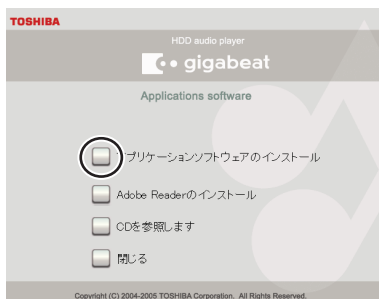 TOSHIBA
HDD audio player
gigabeat
Applications software
アプリケーションソフトウェアのインストール
Adobe Readerのインストール
CDを参照します
閉じる
Copyright (C) 2004-2005 TOSHIBA Corporation. All Rights Reserved.